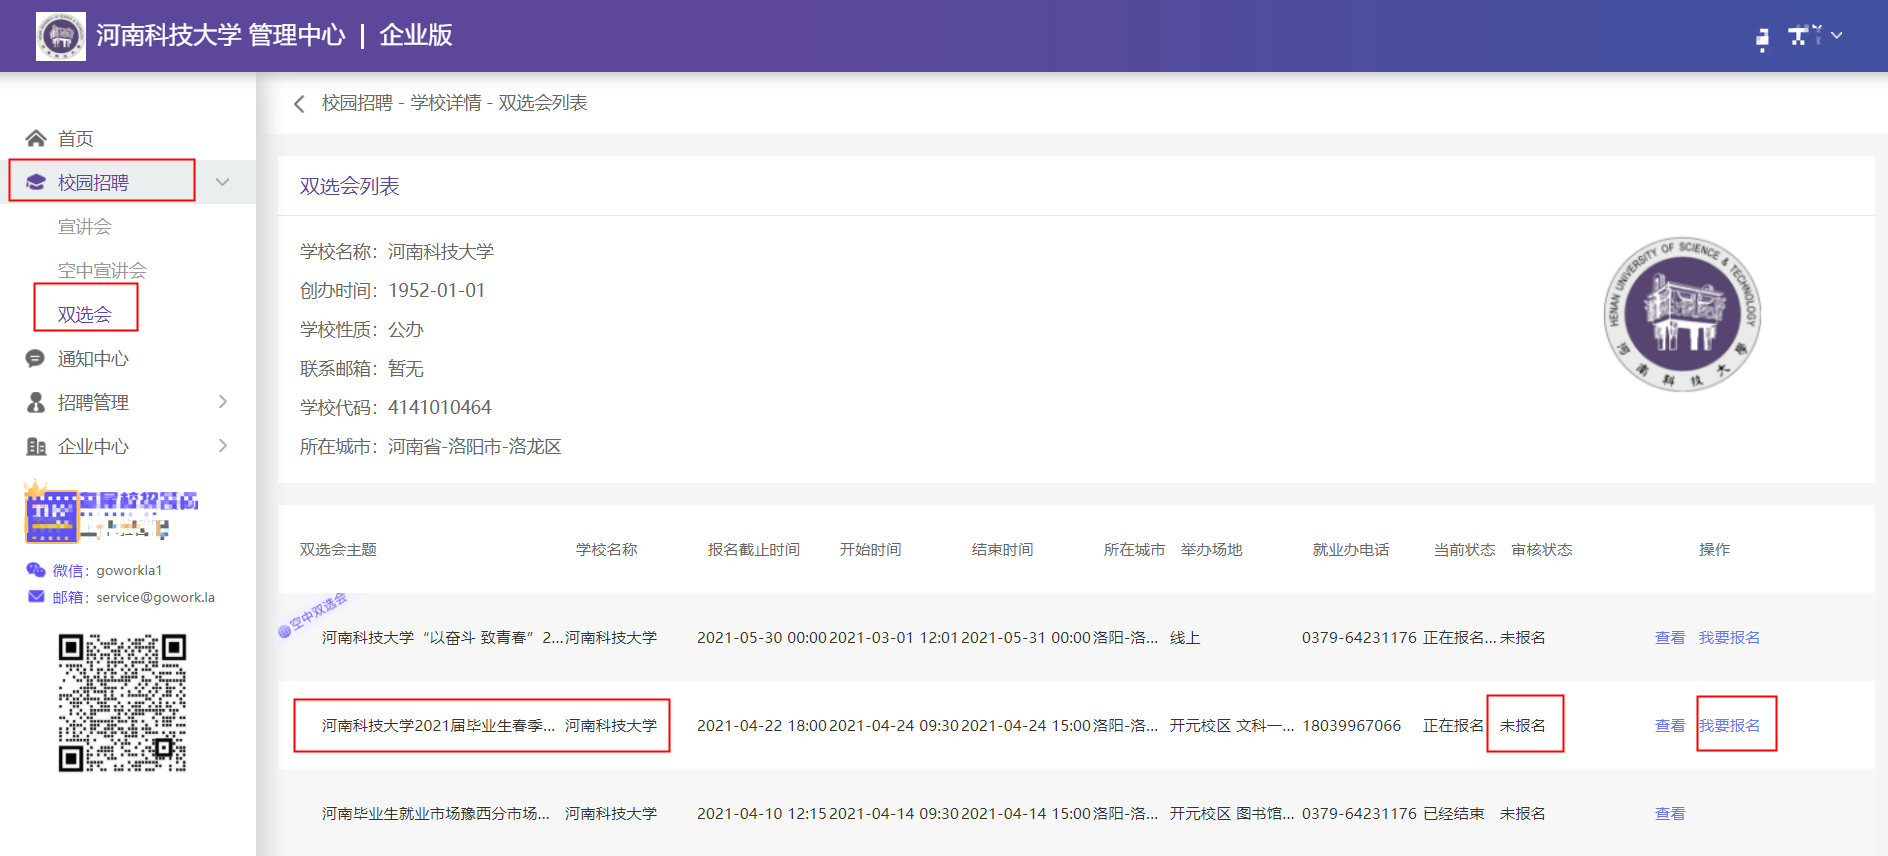 河南科技大学 管理中心 | 企业版
校园招聘 - 学校详情 - 双选会列表
首页
校园招聘
宣讲会
空中宣讲会
双选会
通知中心
招聘管理
企业中心
微信：goworkla1
邮箱：service@gowork.la
双选会列表
学校名称：河南科技大学
创办时间：1952-01-01
学校性质：公办
联系邮箱：暂无
学校代码：4141010464
所在城市：河南省-洛阳市-洛龙区
HENAN UNIVERSITY OF SCIENCE & TECHNOLOGY
河南科技大學
双选会主题 学校名称 报名截止时间 开始时间 结束时间 所在城市 举办场地 就业办电话 当前状态 审核状态 操作
空中双选会
河南科技大学“以奋斗 致青春”2... 河南科技大学 2021-05-30 00:00 2021-03-01 12:01 2021-05-31 00:00 洛阳-洛... 线上 0379-64231176 正在报名... 未报名 查看 我要报名
河南科技大学2021届毕业生春季... 河南科技大学 2021-04-22 18:00 2021-04-24 09:30 2021-04-24 15:00 洛阳-洛... 开元校区 文科一... 18039967066 正在报名 未报名 查看 我要报名
河南毕业生就业市场豫西分市场... 河南科技大学 2021-04-10 12:15 2021-04-14 09:30 2021-04-14 15:00 洛阳-洛... 开元校区 图书馆... 0379-64231176 已经结束 未报名 查看